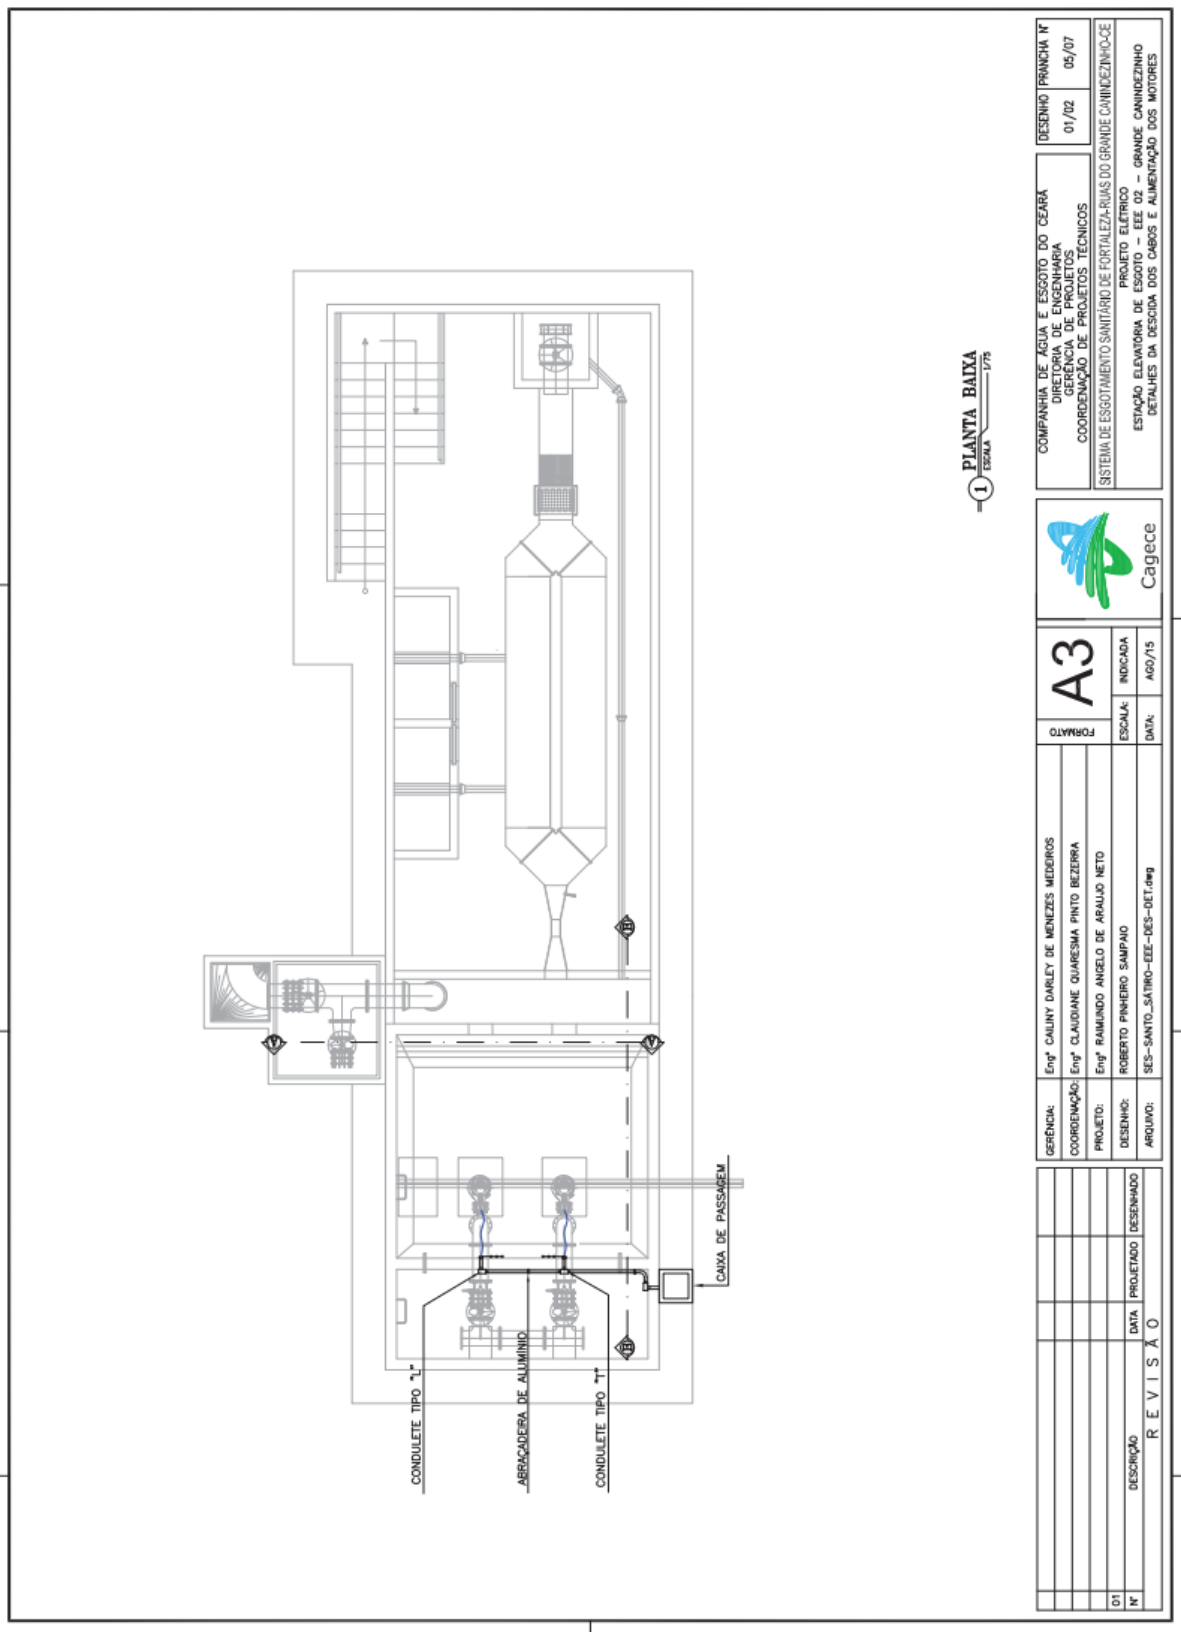 CONDULETE TIPO "L"
ABRAÇADEIRA DE ALUMÍNIO
CONDULETE TIPO "T"
CAIXA DE PASSAGEM
A
A
B
B
1
PLANTA BAIXA
ESCALA
1/75
01
N°
DESCRIÇÃO
DATA
PROJETADO
DESENHADO
R E V I S Ã O
GERÊNCIA:
Engª CAILINY DARLEY DE MENEZES MEDEIROS
COORDENAÇÃO:
Engª CLAUDIANE QUARESMA PINTO BEZERRA
PROJETO:
Eng° RAIMUNDO ANGELO DE ARAUJO NETO
DESENHO:
ROBERTO PINHEIRO SAMPAIO
ARQUIVO:
SES-SANTO_SÁTIRO-EEE-DES-DET.dwg
FORMATO
A3
ESCALA:
INDICADA
DATA:
AGO/15
Cagece
COMPANHIA DE ÁGUA E ESGOTO DO CEARÁ
DIRETORIA DE ENGENHARIA
GERÊNCIA DE PROJETOS
COORDENAÇÃO DE PROJETOS TÉCNICOS
DESENHO
01/02
PRANCHA N°
05/07
SISTEMA DE ESGOTAMENTO SANITÁRIO DE FORTALEZA-RUAS DO GRANDE CANINDEZINHO-CE
PROJETO ELÉTRICO
ESTAÇÃO ELEVATÓRIA DE ESGOTO - EEE 02 - GRANDE CANINDEZINHO
DETALHES DA DESCIDA DOS CABOS E ALIMENTAÇÃO DOS MOTORES